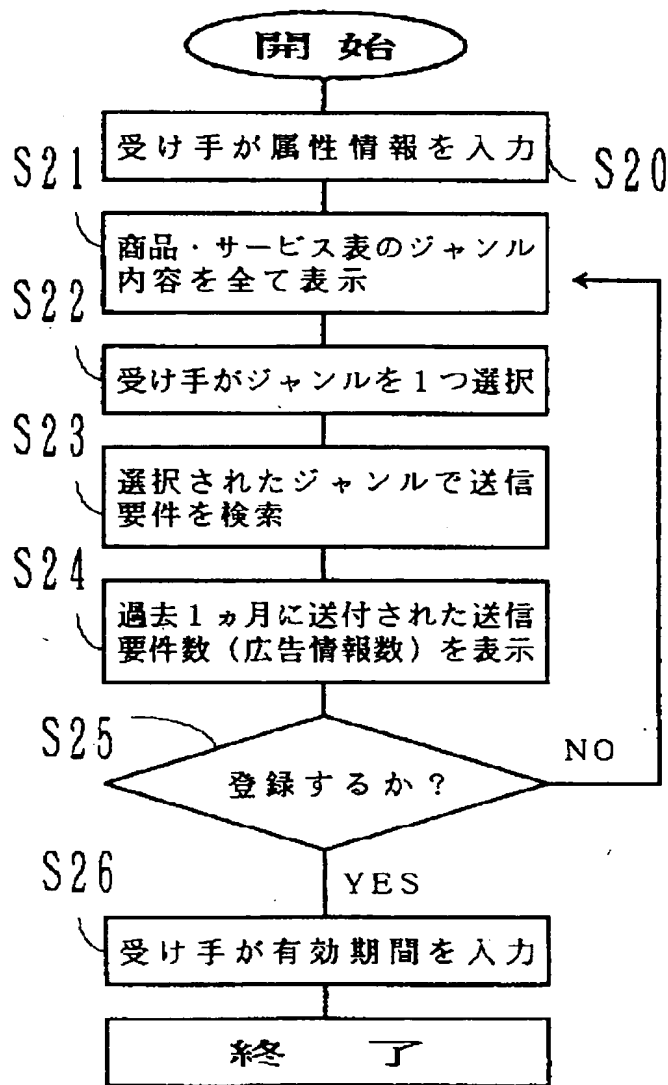 開始
受け手が属性情報を入力
S20
S21
商品・サービス表のジャンル
内容を全て表示
S22
受け手がジャンルを1つ選択
S23
選択されたジャンルで送信
要件を検索
S24
過去1ヵ月に送付された送信
要件数（広告情報数）を表示
S25
登録するか？
NO
YES
S26
受け手が有効期間を入力
終了